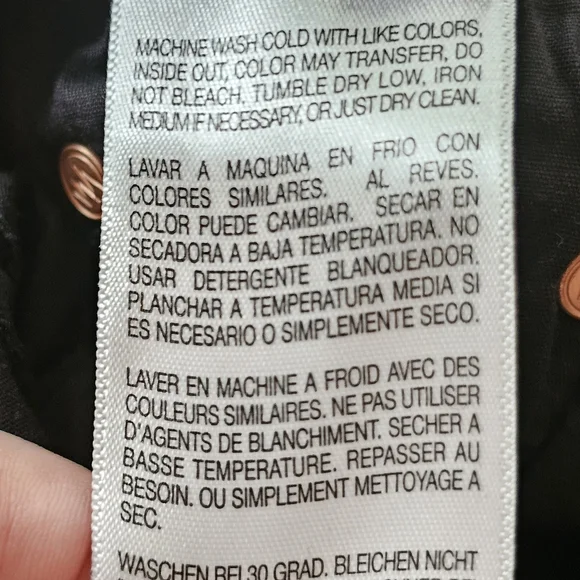 MACHINE WASH COLD WITH LIKE COLORS,
INSIDE OUT, COLOR MAY TRANSFER, DO
NOT BLEACH, TUMBLE DRY LOW, IRON
MEDIUM IF NECESSARY, OR JUST DRY CLEAN.
LAVAR A MAQUINA EN FRIO CON
COLORES SIMILARES. AL REVES.
COLOR PUEDE CAMBIAR. SECAR EN
SECADORA A BAJA TEMPERATURA. NO
USAR DETERGENTE BLANQUEADOR.
PLANCHAR A TEMPERATURA MEDIA SI
ES NECESARIO O SIMPLEMENTE SECO.
LAVER EN MACHINE A FROID AVEC DES
COULEURS SIMILAIRES. NE PAS UTILISER
D'AGENTS DE BLANCHIMENT. SECHER A
BASSE TEMPERATURE. REPASSER AU
BESOIN. OU SIMPLEMENT METTOYAGE A
SEC.
WASCHEN BEI 30 GRAD. BLEICHEN NICHT